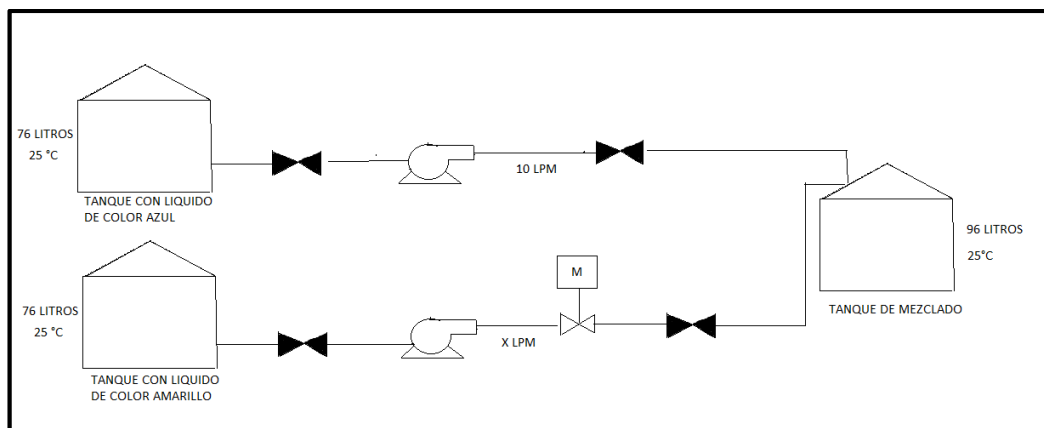 76 LITROS
25 °C
TANQUE CON LIQUIDO
DE COLOR AZUL
10 LPM
96 LITROS
25°C
TANQUE DE MEZCLADO
76 LITROS
25 °C
M
X LPM
TANQUE CON LIQUIDO
DE COLOR AMARILLO